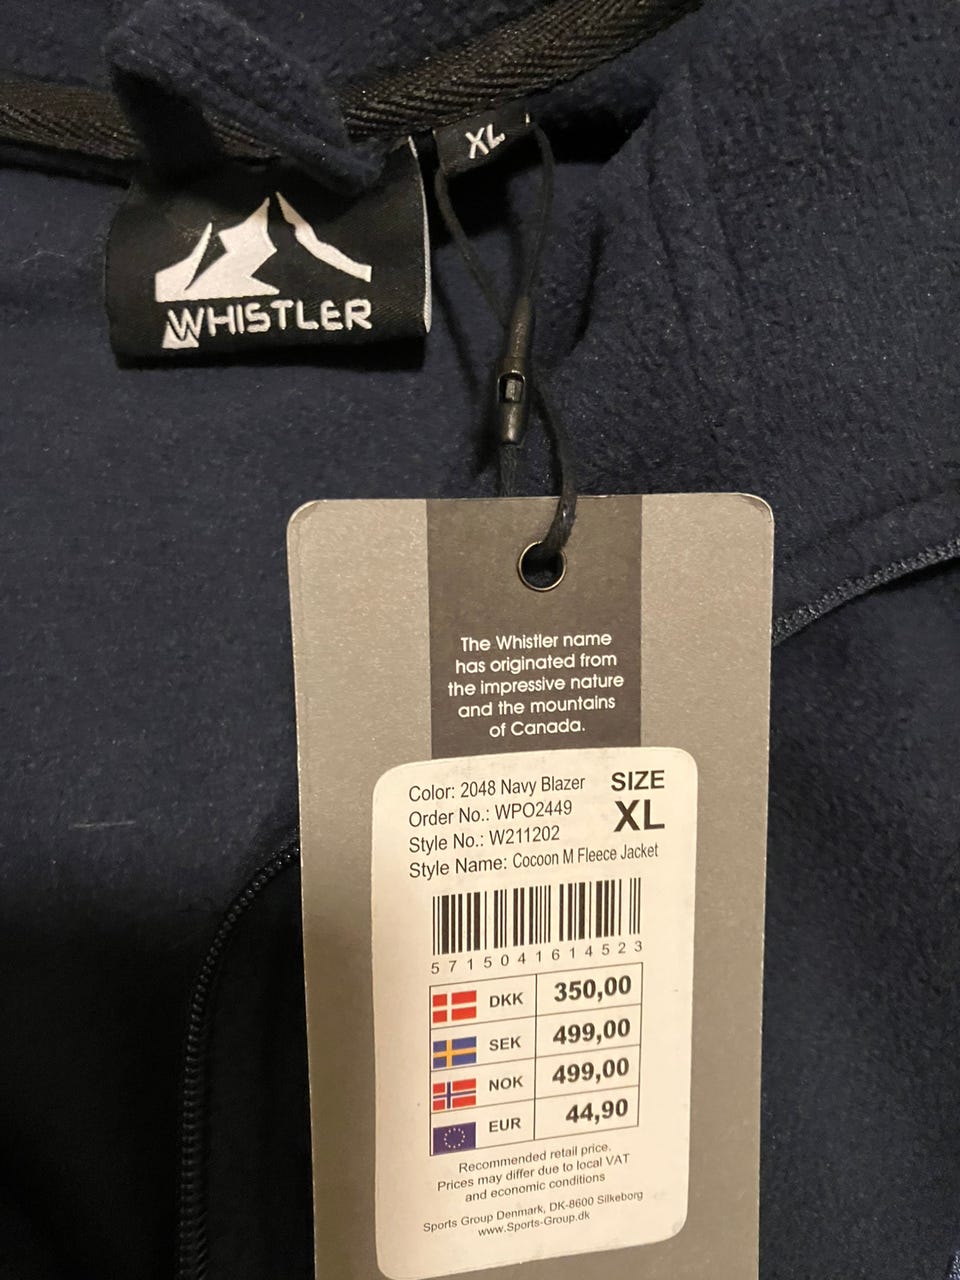 XL
WHISTLER
The Whistler name
has originated from
the impressive nature
and the mountains
of Canada.
Color: 2048 Navy Blazer
Order No.: WPO2449
Style No.: W211202
Style Name: Cocoon M Fleece Jacket
SIZE
XL
5715041614523
DKK 350,00
SEK 499,00
NOK 499,00
EUR 44,90
Recommended retail price.
Prices may differ due to local VAT
and economic conditions
Sports Group Denmark, DK-8600 Silkeborg
www.Sports-Group.dk